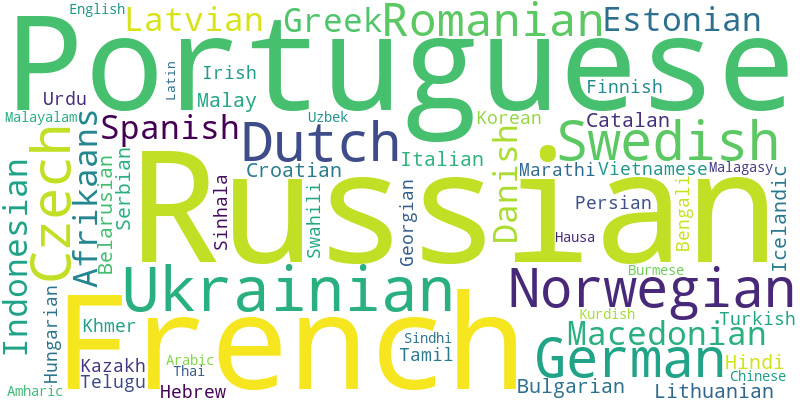 English
Latvian
Greek
Romanian
Estonian
Portuguese
Latin
Irish
Finnish
Urdu
Malay
Malayalam
Spanish
Uzbek
Korean
Catalan
Dutch
Swedish
Czech
Afrikaans
Italian
Danish
Croatian
Marathi
Vietnamese
Malagasy
Belarusian
Serbian
Sinhala
Russian
Swahili
Georgian
Persian
Bengali
Icelandic
Indonesian
Hausa
Ukrainian
Norwegian
Burmese
Hungarian
French
Khmer
Kurdish
Turkish
Macedonian
Sindhi
Tamil
German
Kazakh
Arabic
Thai
Telugu
Hindi
Chinese
Amharic
Hebrew
Bulgarian
Lithuanian